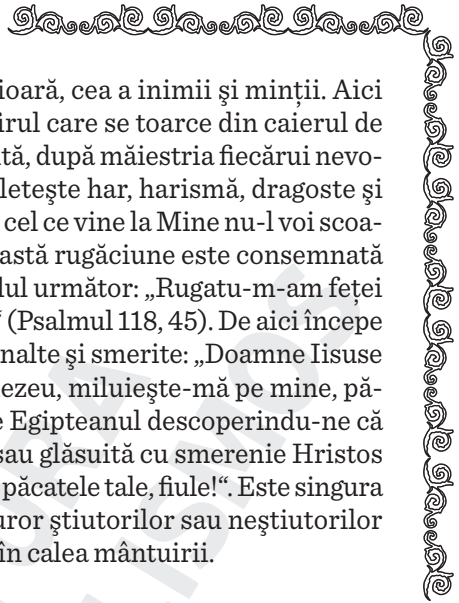 ioară, cea a inimii şi minţii. Aici
irul care se toarce din caierul de
tă, după măiestria fiecărui nevo-
leteşte har, harismă, dragoste şi
cel ce vine la Mine nu-l voi scoa-
astă rugăciune este consemnată
lul următor: „Rugatu-m-am feţei
“ (Psalmul 118, 45). De aici începe
nalte şi smerite: „Doamne Iisuse
ezeu, miluieşte-mă pe mine, pă-
e Egipteanul descoperindu-ne că
sau glăsuită cu smerenie Hristos
păcatele tale, fiule!“. Este singura
uror ştiutorilor sau neştiutorilor
în calea mântuirii.
URA
ISMOS